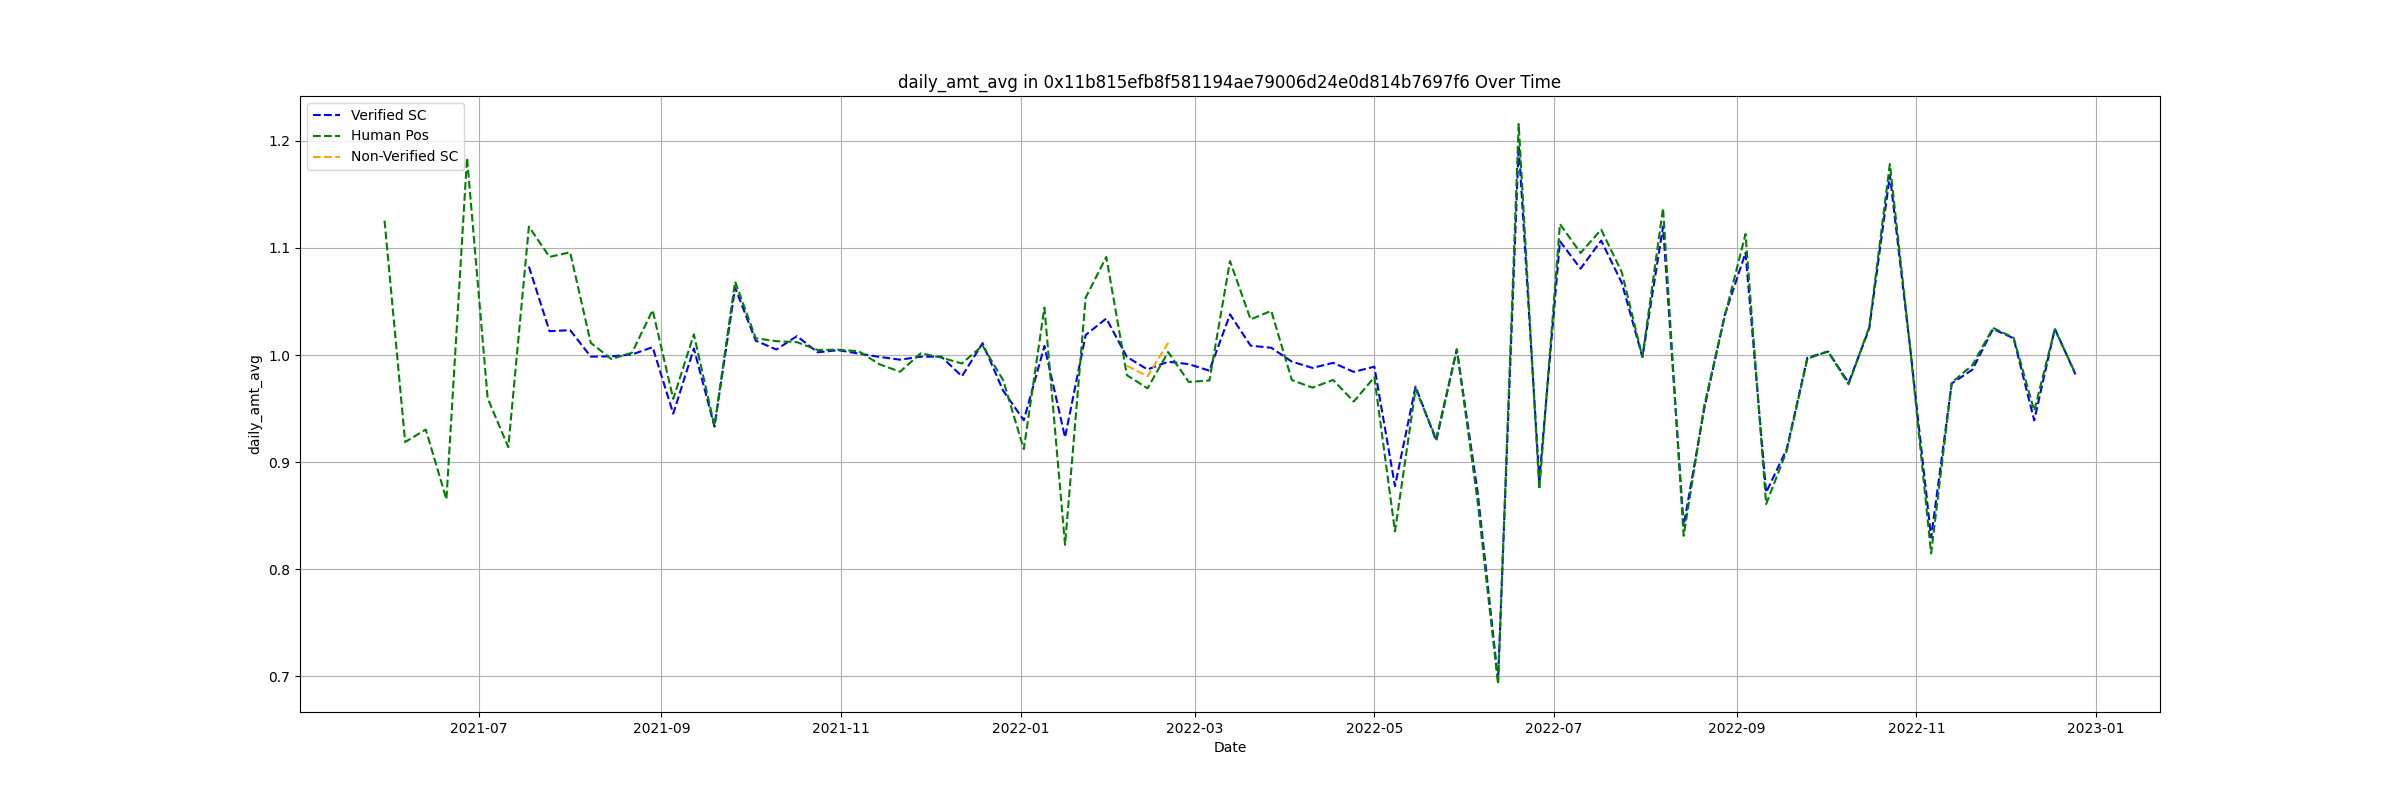 daily_amt_avg in 0x11b815efb8f581194ae79006d24e0d814b7697f6 Over Time
Verified SC
Human Pos
Non-Verified SC
daily_amt_avg
1.2
1.1
1.0
0.9
0.8
0.7
2021-07
2021-09
2021-11
2022-01
2022-03
2022-05
2022-07
2022-09
2022-11
2023-01
Date